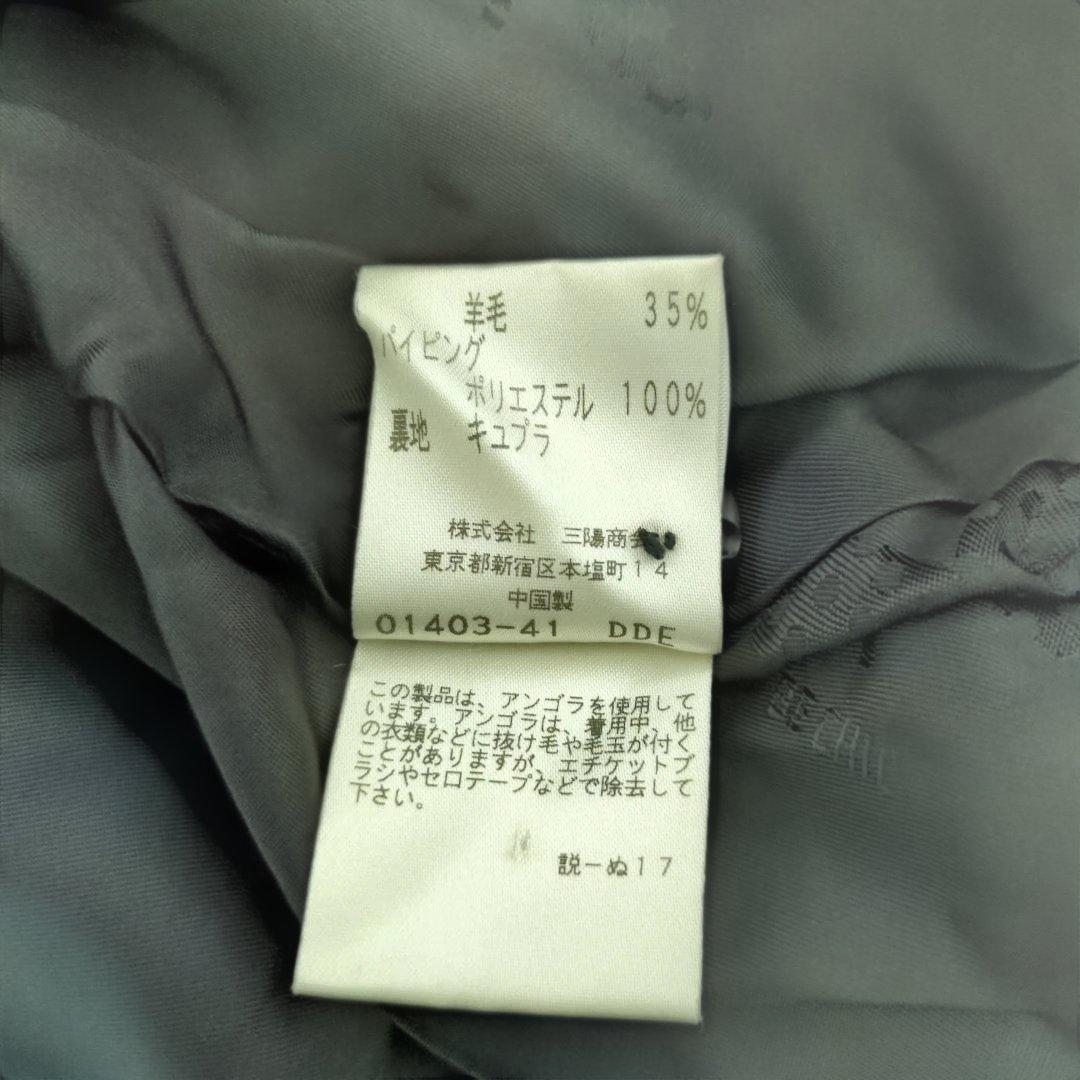 羊毛 35%
パイピング
ポリエステル 100%
裏地 キュプラ
株式会社 三陽商会
東京都新宿区本塩町14
中国製
01403-41 DDE
この製品は、アンゴラを使用して
います。アンゴラは、着用中、他
の衣類などに抜け毛や毛玉が付く
ことがありますが、エチケットブ
ラシやセロテープなどで除去して
下さい。
説ーぬ17